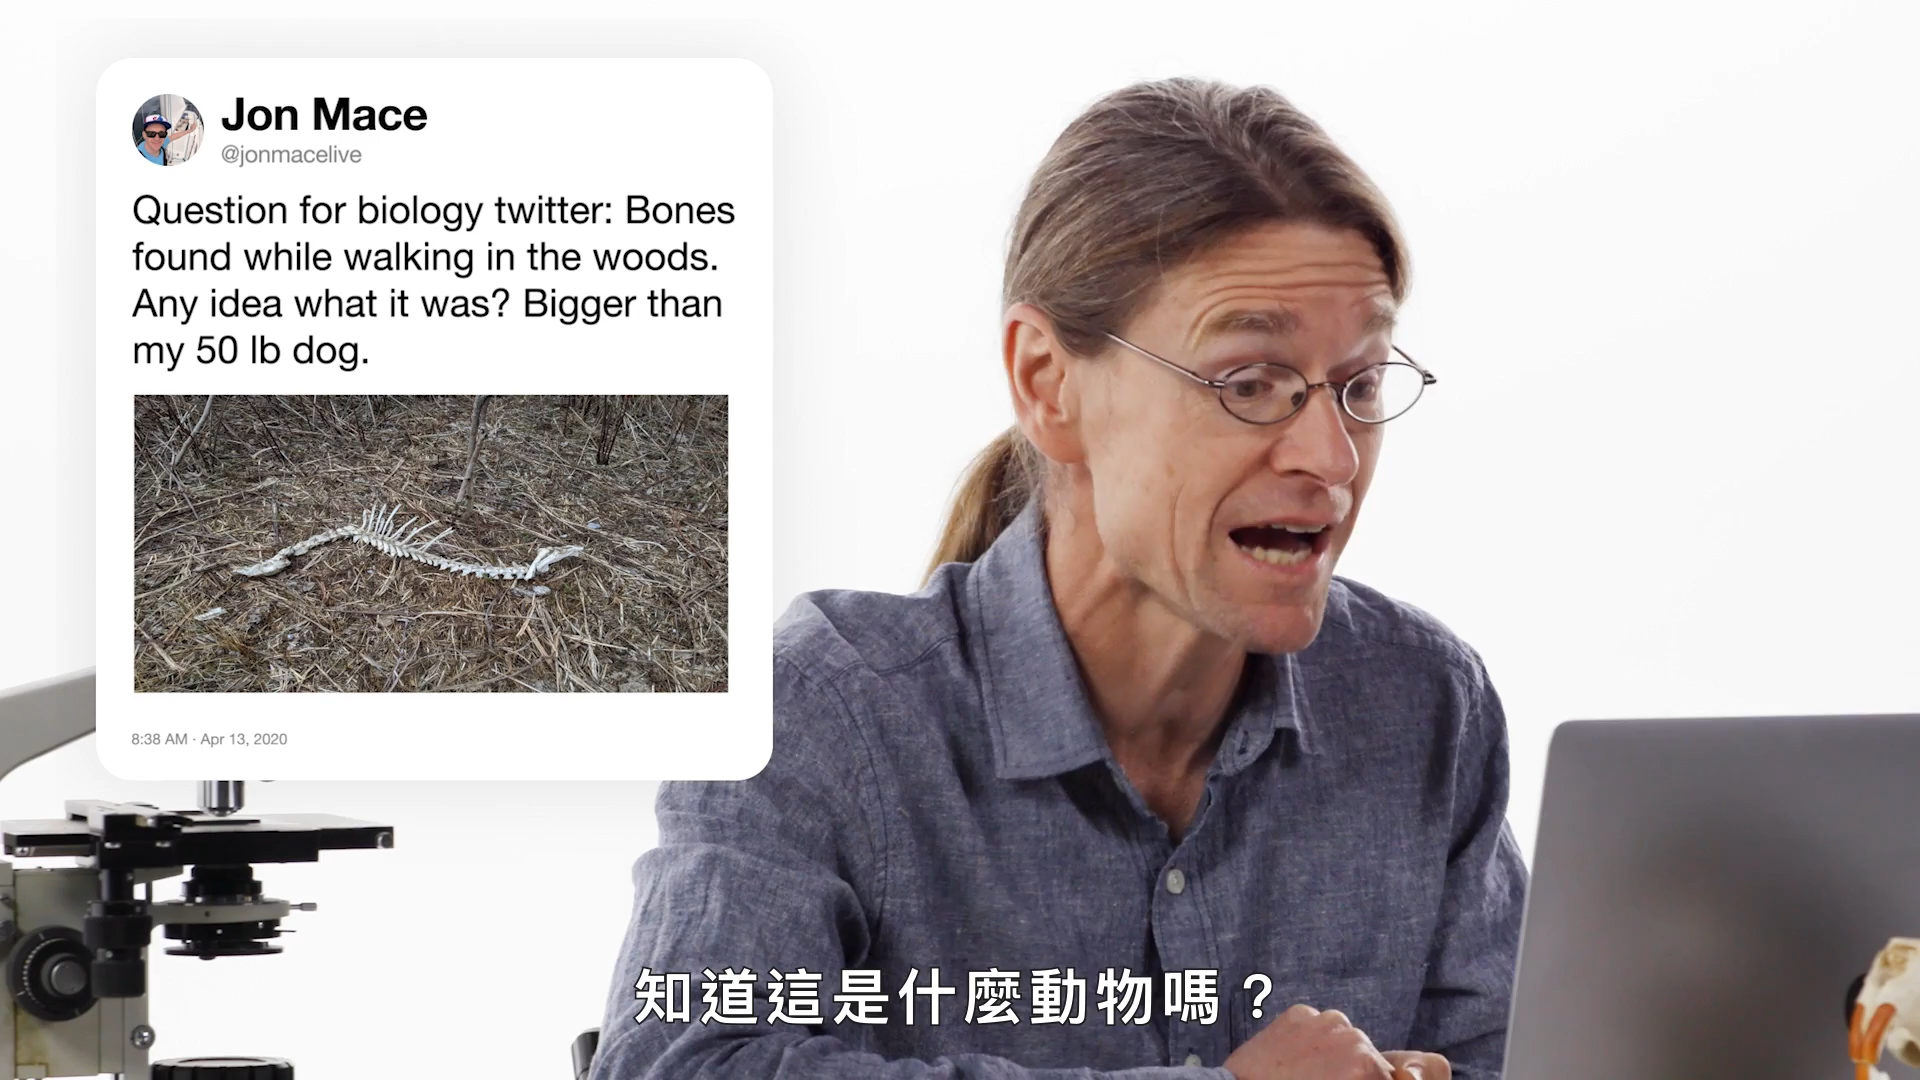 Jon Mace
@jonmacelive
Question for biology twitter: Bones
found while walking in the woods.
Any idea what it was? Bigger than
my 50 lb dog.
8:38 AM · Apr 13, 2020
知道這是什麼動物嗎？